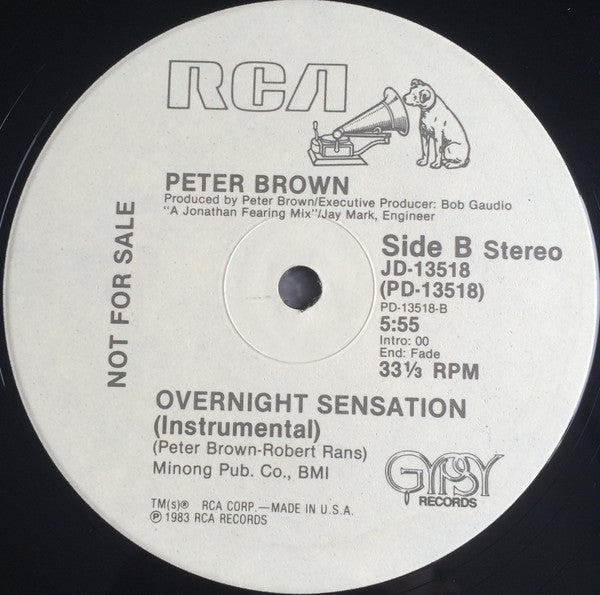 RCA
PETER BROWN
Produced by Peter Brown/Executive Producer: Bob Gaudio
"A Jonathan Fearing Mix"/Jay Mark, Engineer
NOT FOR SALE
Side B Stereo
JD-13518
(PD-13518)
PD-13518-B
5:55
Intro: 00
End: Fade
33⅓ RPM
OVERNIGHT SENSATION
(Instrumental)
(Peter Brown-Robert Rans)
Minong Pub. Co., BMI
GYPSY
RECORDS
TM(s)® RCA CORP.—MADE IN U.S.A.
℗ 1983 RCA RECORDS